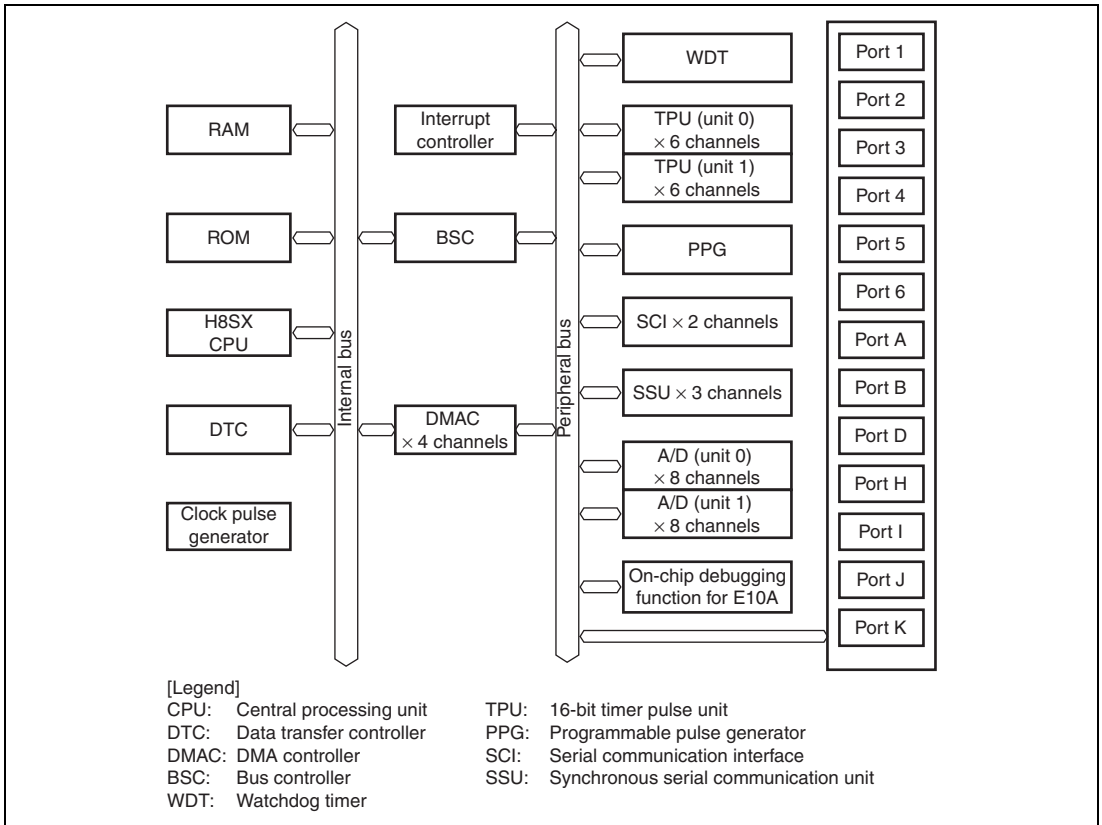 RAM
ROM
H8SX
CPU
DTC
Clock pulse
generator
Internal bus
Interrupt
controller
BSC
DMAC
× 4 channels
Peripheral bus
WDT
TPU (unit 0)
× 6 channels
TPU (unit 1)
× 6 channels
PPG
SCI × 2 channels
SSU × 3 channels
A/D (unit 0)
× 8 channels
A/D (unit 1)
× 8 channels
On-chip debugging
function for E10A
Port 1
Port 2
Port 3
Port 4
Port 5
Port 6
Port A
Port B
Port D
Port H
Port I
Port J
Port K
[Legend]
CPU: Central processing unit
DTC: Data transfer controller
DMAC: DMA controller
BSC: Bus controller
WDT: Watchdog timer
TPU: 16-bit timer pulse unit
PPG: Programmable pulse generator
SCI: Serial communication interface
SSU: Synchronous serial communication unit